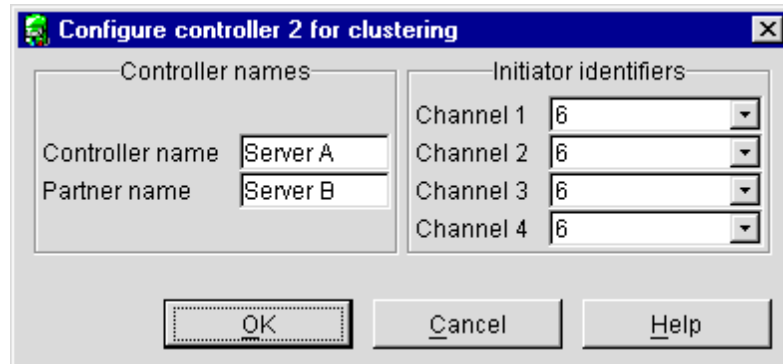 Configure controller 2 for clustering
Controller names
Controller name Server A
Partner name Server B
Initiator identifiers
Channel 1 6
Channel 2 6
Channel 3 6
Channel 4 6
OK Cancel Help